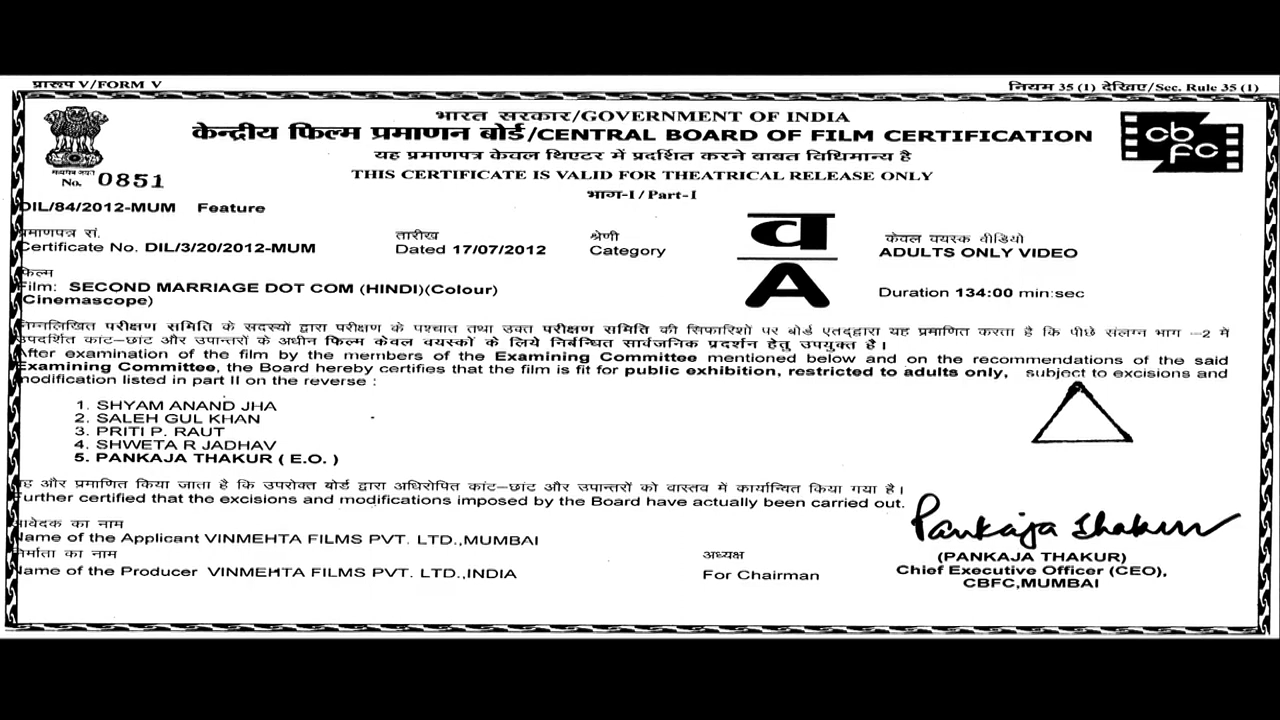 प्रारूप V/FORM V
नियम 35 (1) देखिए/Sec. Rule 35 (1)
भारत सरकार/GOVERNMENT OF INDIA
केन्द्रीय फिल्म प्रमाणन बोर्ड/CENTRAL BOARD OF FILM CERTIFICATION
cb
fc
यह प्रमाणपत्र केवल थिएटर में प्रदर्शित करने बाबत विधिमान्य है
THIS CERTIFICATE IS VALID FOR THEATRICAL RELEASE ONLY
No. 0851
भाग-I/Part-I
DIL/84/2012-MUM Feature
प्रमाणपत्र सं.
तारीख
श्रेणी
व
केवल वयस्क वीडियो
Certificate No. DIL/3/20/2012-MUM
Dated 17/07/2012
Category
A
ADULTS ONLY VIDEO
फिल्म
Film: SECOND MARRIAGE DOT COM (HINDI)(Colour)
(Cinemascope)
Duration 134:00 min:sec
निम्नलिखित परीक्षण समिति के सदस्यों द्वारा परीक्षण के पश्चात तथा उक्त परीक्षण समिति की सिफारिशों पर बोर्ड एतद्द्वारा यह प्रमाणित करता है कि पीछे संलग्न भाग –2 में
उपदर्शित कांट–छांट और उपान्तरों के अधीन फिल्म केवल वयस्कों के लिये निर्बन्धित सार्वजनिक प्रदर्शन हेतु उपयुक्त है।
After examination of the film by the members of the Examining Committee mentioned below and on the recommendations of the said
Examining Committee, the Board hereby certifies that the film is fit for public exhibition, restricted to adults only, subject to excisions and
modification listed in part II on the reverse :
1. SHYAM ANAND JHA
2. SALEH GUL KHAN
3. PRITI P. RAUT
4. SHWETA R JADHAV
5. PANKAJA THAKUR ( E.O. )
यह और प्रमाणित किया जाता है कि उपरोक्त बोर्ड द्वारा अधिरोपित कांट–छांट और उपान्तरों को वास्तव में कार्यान्वित किया गया है।
Further certified that the excisions and modifications imposed by the Board have actually been carried out.
Pankaja Thakur
आवेदक का नाम
Name of the Applicant VINMEHTA FILMS PVT. LTD.,MUMBAI
निर्माता का नाम
अध्यक्ष
(PANKAJA THAKUR)
Name of the Producer VINMEHTA FILMS PVT. LTD.,INDIA
For Chairman
Chief Executive Officer (CEO),
CBFC,MUMBAI